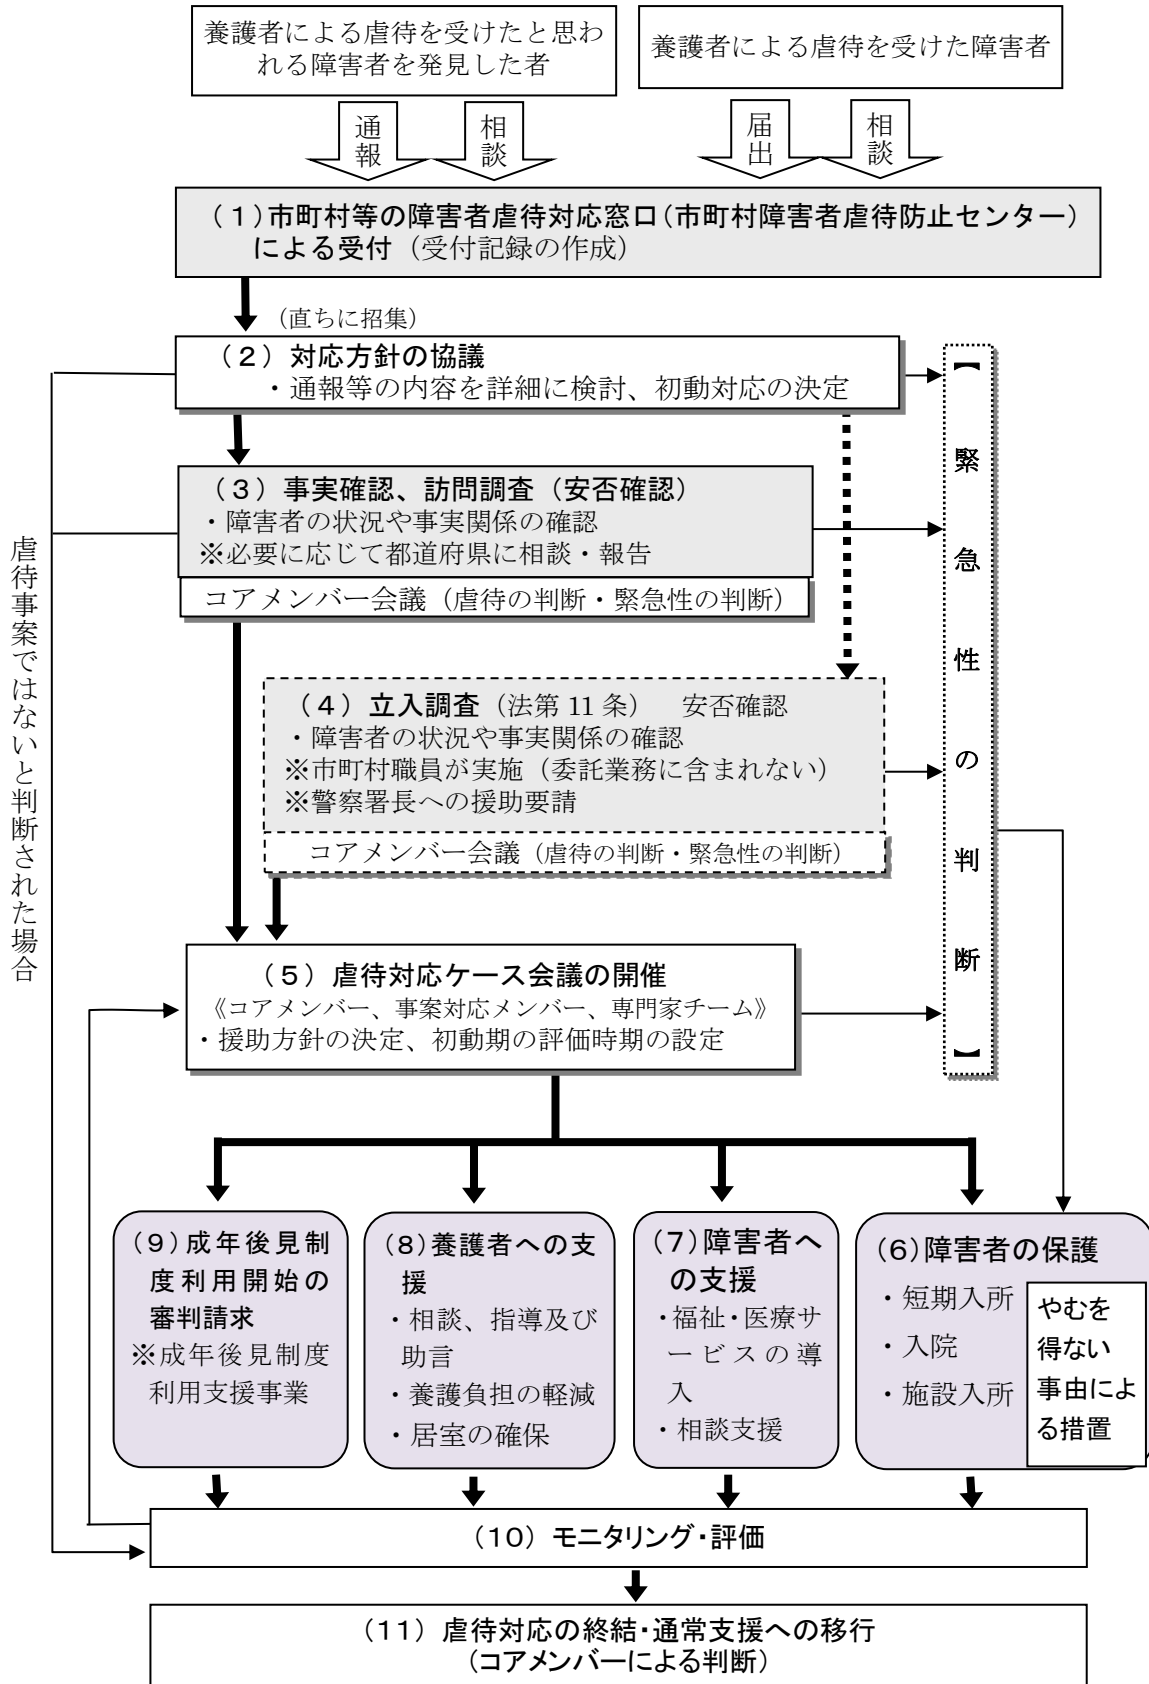 養護者による虐待を受けたと思わ
れる障害者を発見した者
養護者による虐待を受けた障害者
通報
相談
届出
相談
（１）市町村等の障害者虐待対応窓口（市町村障害者虐待防止センター）
による受付（受付記録の作成）
（直ちに招集）
（２）対応方針の協議
・通報等の内容を詳細に検討、初動対応の決定
（３）事実確認、訪問調査（安否確認）
・障害者の状況や事実関係の確認
※必要に応じて都道府県に相談・報告
コアメンバー会議（虐待の判断・緊急性の判断）
（４）立入調査（法第 11 条）　安否確認
・障害者の状況や事実関係の確認
※市町村職員が実施（委託業務に含まれない）
※警察署長への援助要請
コアメンバー会議（虐待の判断・緊急性の判断）
【緊急性の判断】
虐待事案ではないと判断された場合
（５）虐待対応ケース会議の開催
《コアメンバー、事案対応メンバー、専門家チーム》
・援助方針の決定、初動期の評価時期の設定
（９）成年後見制
度利用開始の
審判請求
※成年後見制度
利用支援事業
（８）養護者への支
援
・相談、指導及び
助言
・養護負担の軽減
・居室の確保
（７）障害者へ
の支援
・福祉・医療サ
ービスの導
入
・相談支援
（６）障害者の保護
・短期入所
・入院
・施設入所
やむを
得ない
事由によ
る措置
（10）モニタリング・評価
（11）虐待対応の終結・通常支援への移行
（コアメンバーによる判断）